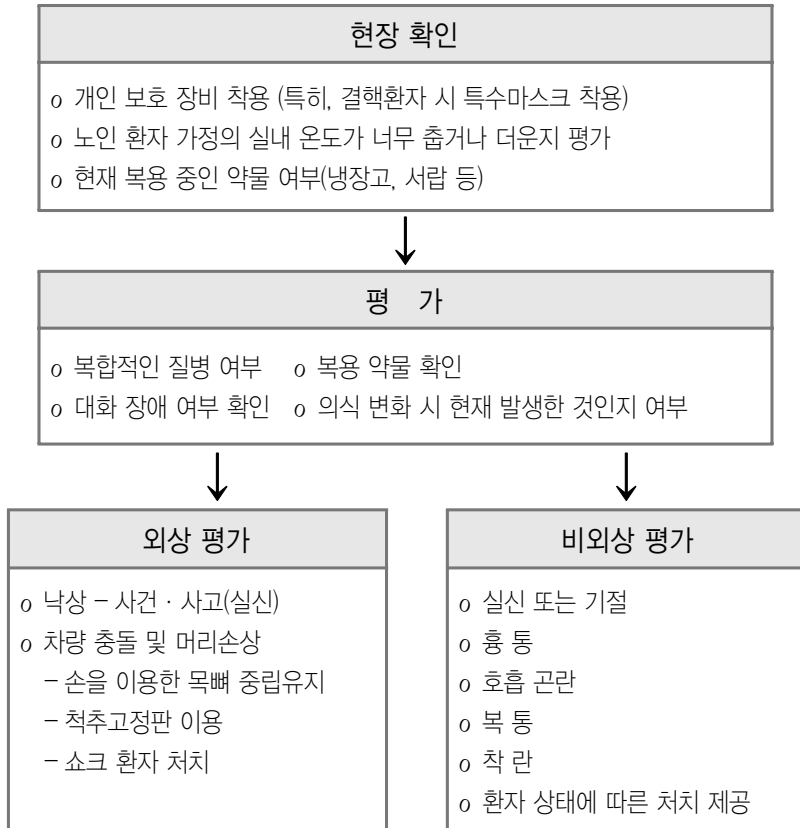 현장 확인
o 개인 보호 장비 착용 (특히, 결핵환자 시 특수마스크 착용)
o 노인 환자 가정의 실내 온도가 너무 춥거나 더운지 평가
o 현재 복용 중인 약물 여부(냉장고, 서랍 등)
평 가
o 복합적인 질병 여부 o 복용 약물 확인
o 대화 장애 여부 확인 o 의식 변화 시 현재 발생한 것인지 여부
외상 평가
o 낙상 – 사건 · 사고(실신)
o 차량 충돌 및 머리손상
– 손을 이용한 목뼈 중립유지
– 척추고정판 이용
– 쇼크 환자 처치
비외상 평가
o 실신 또는 기절
o 흉 통
o 호흡 곤란
o 복 통
o 착 란
o 환자 상태에 따른 처치 제공